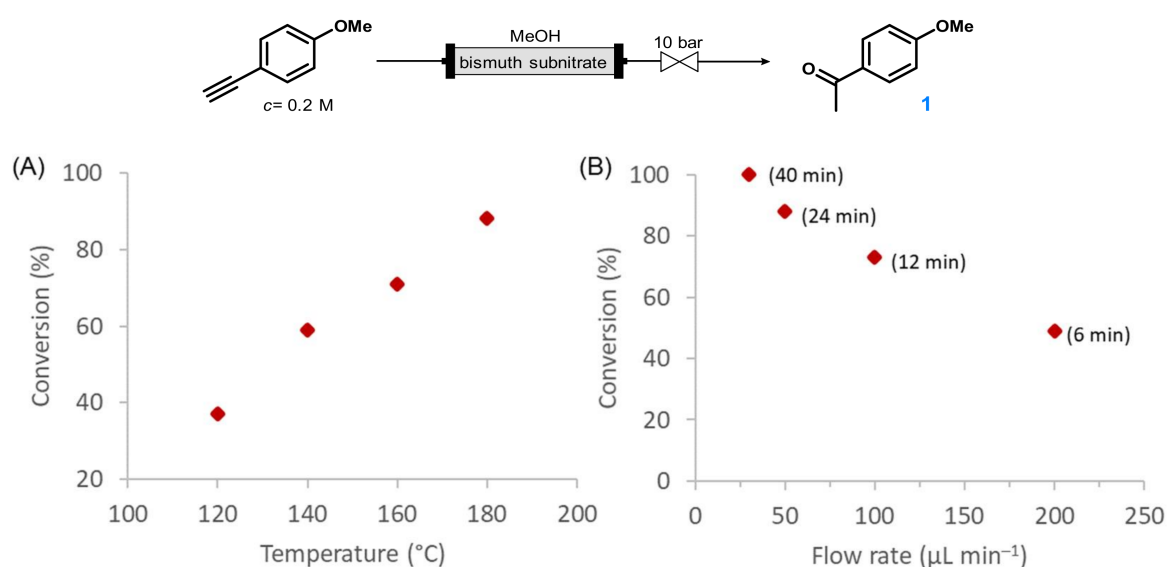 OMe
MeOH
bismuth subnitrate
10 bar
c= 0.2 M
O
OMe
1
(A)
Conversion (%)
100
80
60
40
20
100
120
140
160
180
200
Temperature (°C)
(B)
Conversion (%)
100
80
60
40
20
0
(40 min)
(24 min)
(12 min)
(6 min)
0
50
100
150
200
250
Flow rate (µL min⁻¹)